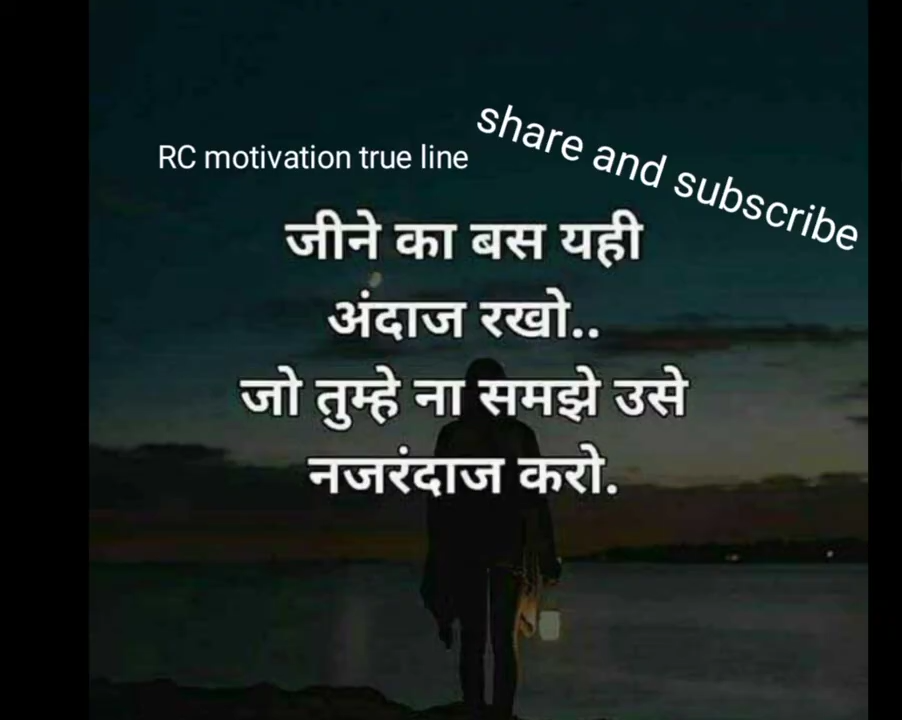 RC motivation true line
share and subscribe
जीने का बस यही
अंदाज रखो..
जो तुम्हे ना समझे उसे
नजरंदाज करो.